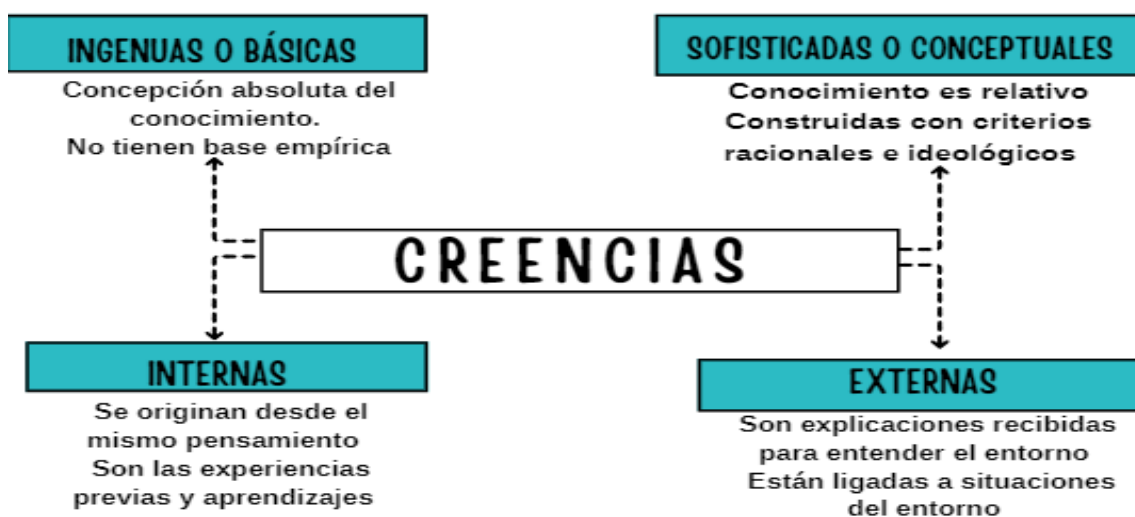 INGENUAS O BÁSICAS
Concepción absoluta del
conocimiento.
No tienen base empírica
SOFISTICADAS O CONCEPTUALES
Conocimiento es relativo
Construidas con criterios
racionales e ideológicos
CREENCIAS
INTERNAS
Se originan desde el
mismo pensamiento
Son las experiencias
previas y aprendizajes
EXTERNAS
Son explicaciones recibidas
para entender el entorno
Están ligadas a situaciones
del entorno